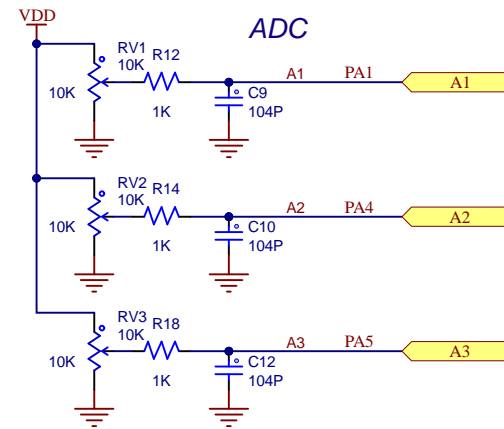 VDD
ADC
RV1
10K
R12
10K
1K
C9
104P
A1
PA1
A1
RV2
10K
R14
10K
1K
C10
104P
A2
PA4
A2
RV3
10K
R18
10K
1K
C12
104P
A3
PA5
A3